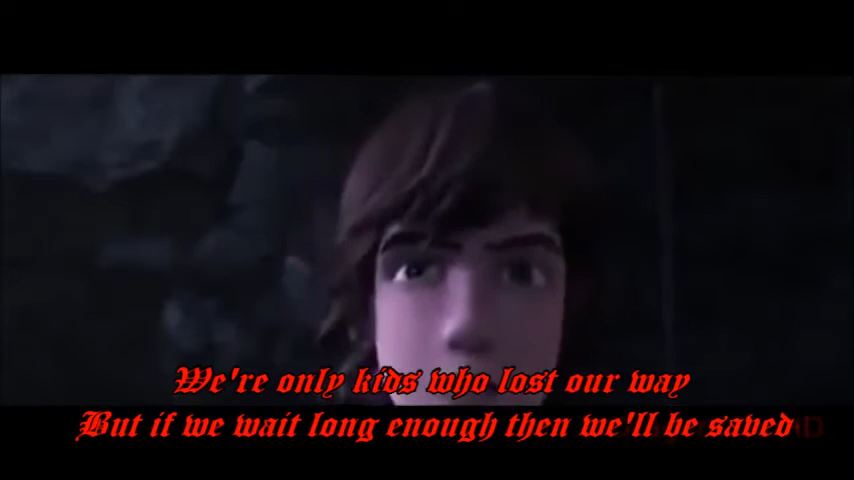 We're only kids who lost our way
But if we wait long enough then we'll be saved